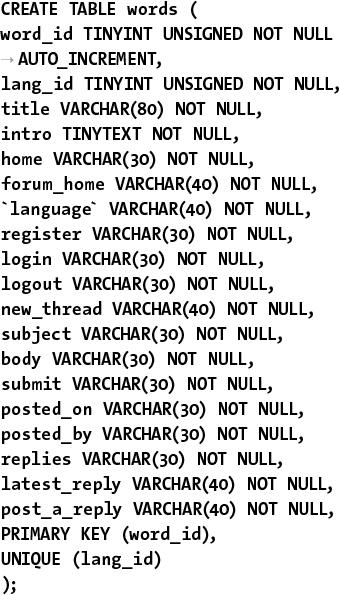 CREATE TABLE words (
word_id TINYINT UNSIGNED NOT NULL
→ AUTO_INCREMENT,
lang_id TINYINT UNSIGNED NOT NULL,
title VARCHAR(80) NOT NULL,
intro TINYTEXT NOT NULL,
home VARCHAR(30) NOT NULL,
forum_home VARCHAR(40) NOT NULL,
`language` VARCHAR(40) NOT NULL,
register VARCHAR(30) NOT NULL,
login VARCHAR(30) NOT NULL,
logout VARCHAR(30) NOT NULL,
new_thread VARCHAR(40) NOT NULL,
subject VARCHAR(30) NOT NULL,
body VARCHAR(30) NOT NULL,
submit VARCHAR(30) NOT NULL,
posted_on VARCHAR(30) NOT NULL,
posted_by VARCHAR(30) NOT NULL,
replies VARCHAR(30) NOT NULL,
latest_reply VARCHAR(40) NOT NULL,
post_a_reply VARCHAR(40) NOT NULL,
PRIMARY KEY (word_id),
UNIQUE (lang_id)
);